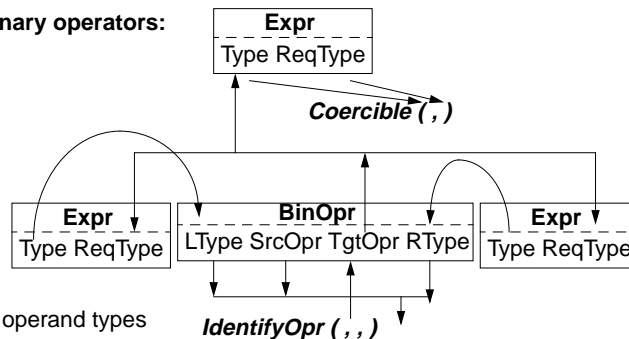 nary operators:
Expr
Type ReqType
Coercible ( , )
Expr
BinOpr
Expr
Type ReqType
LType SrcOpr TgtOpr RType
Type ReqType
operand types
IdentifyOpr ( , , )